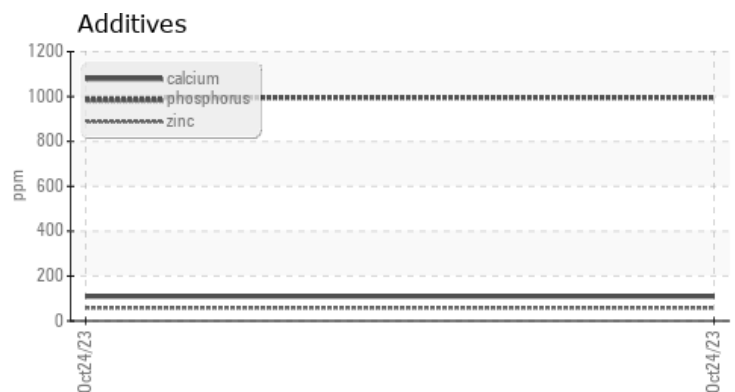 Additives
1200
1000
800
600
400
200
0
ppm
calcium
phosphorus
zinc
Oct24/23
Oct24/23